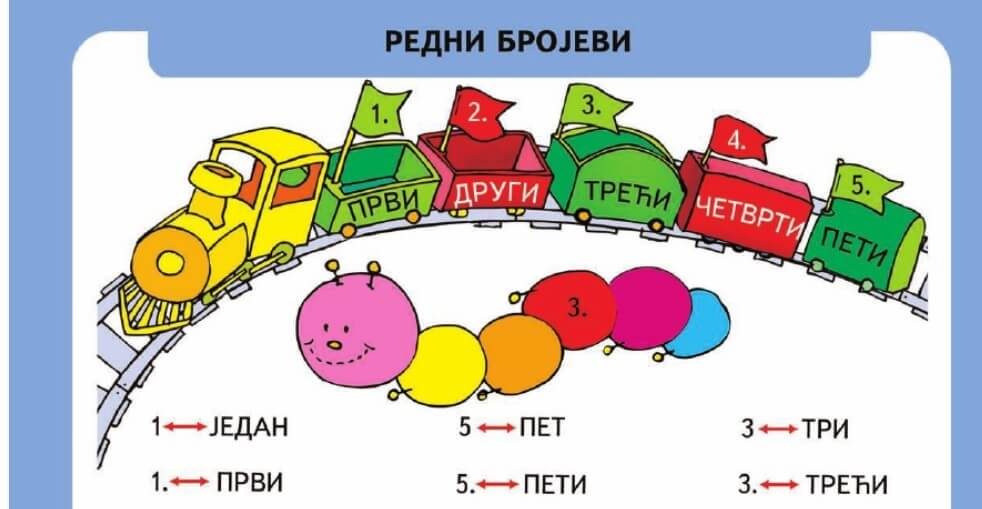 РЕДНИ БРОЈЕВИ
1. 2. 3. 4. 5.
ПРВИ ДРУГИ ТРЕЋИ ЧЕТВРТИ ПЕТИ
3.
1↔ЈЕДАН 5↔ПЕТ 3↔ТРИ
1.↔ПРВИ 5.↔ПЕТИ 3.↔ТРЕЋИ